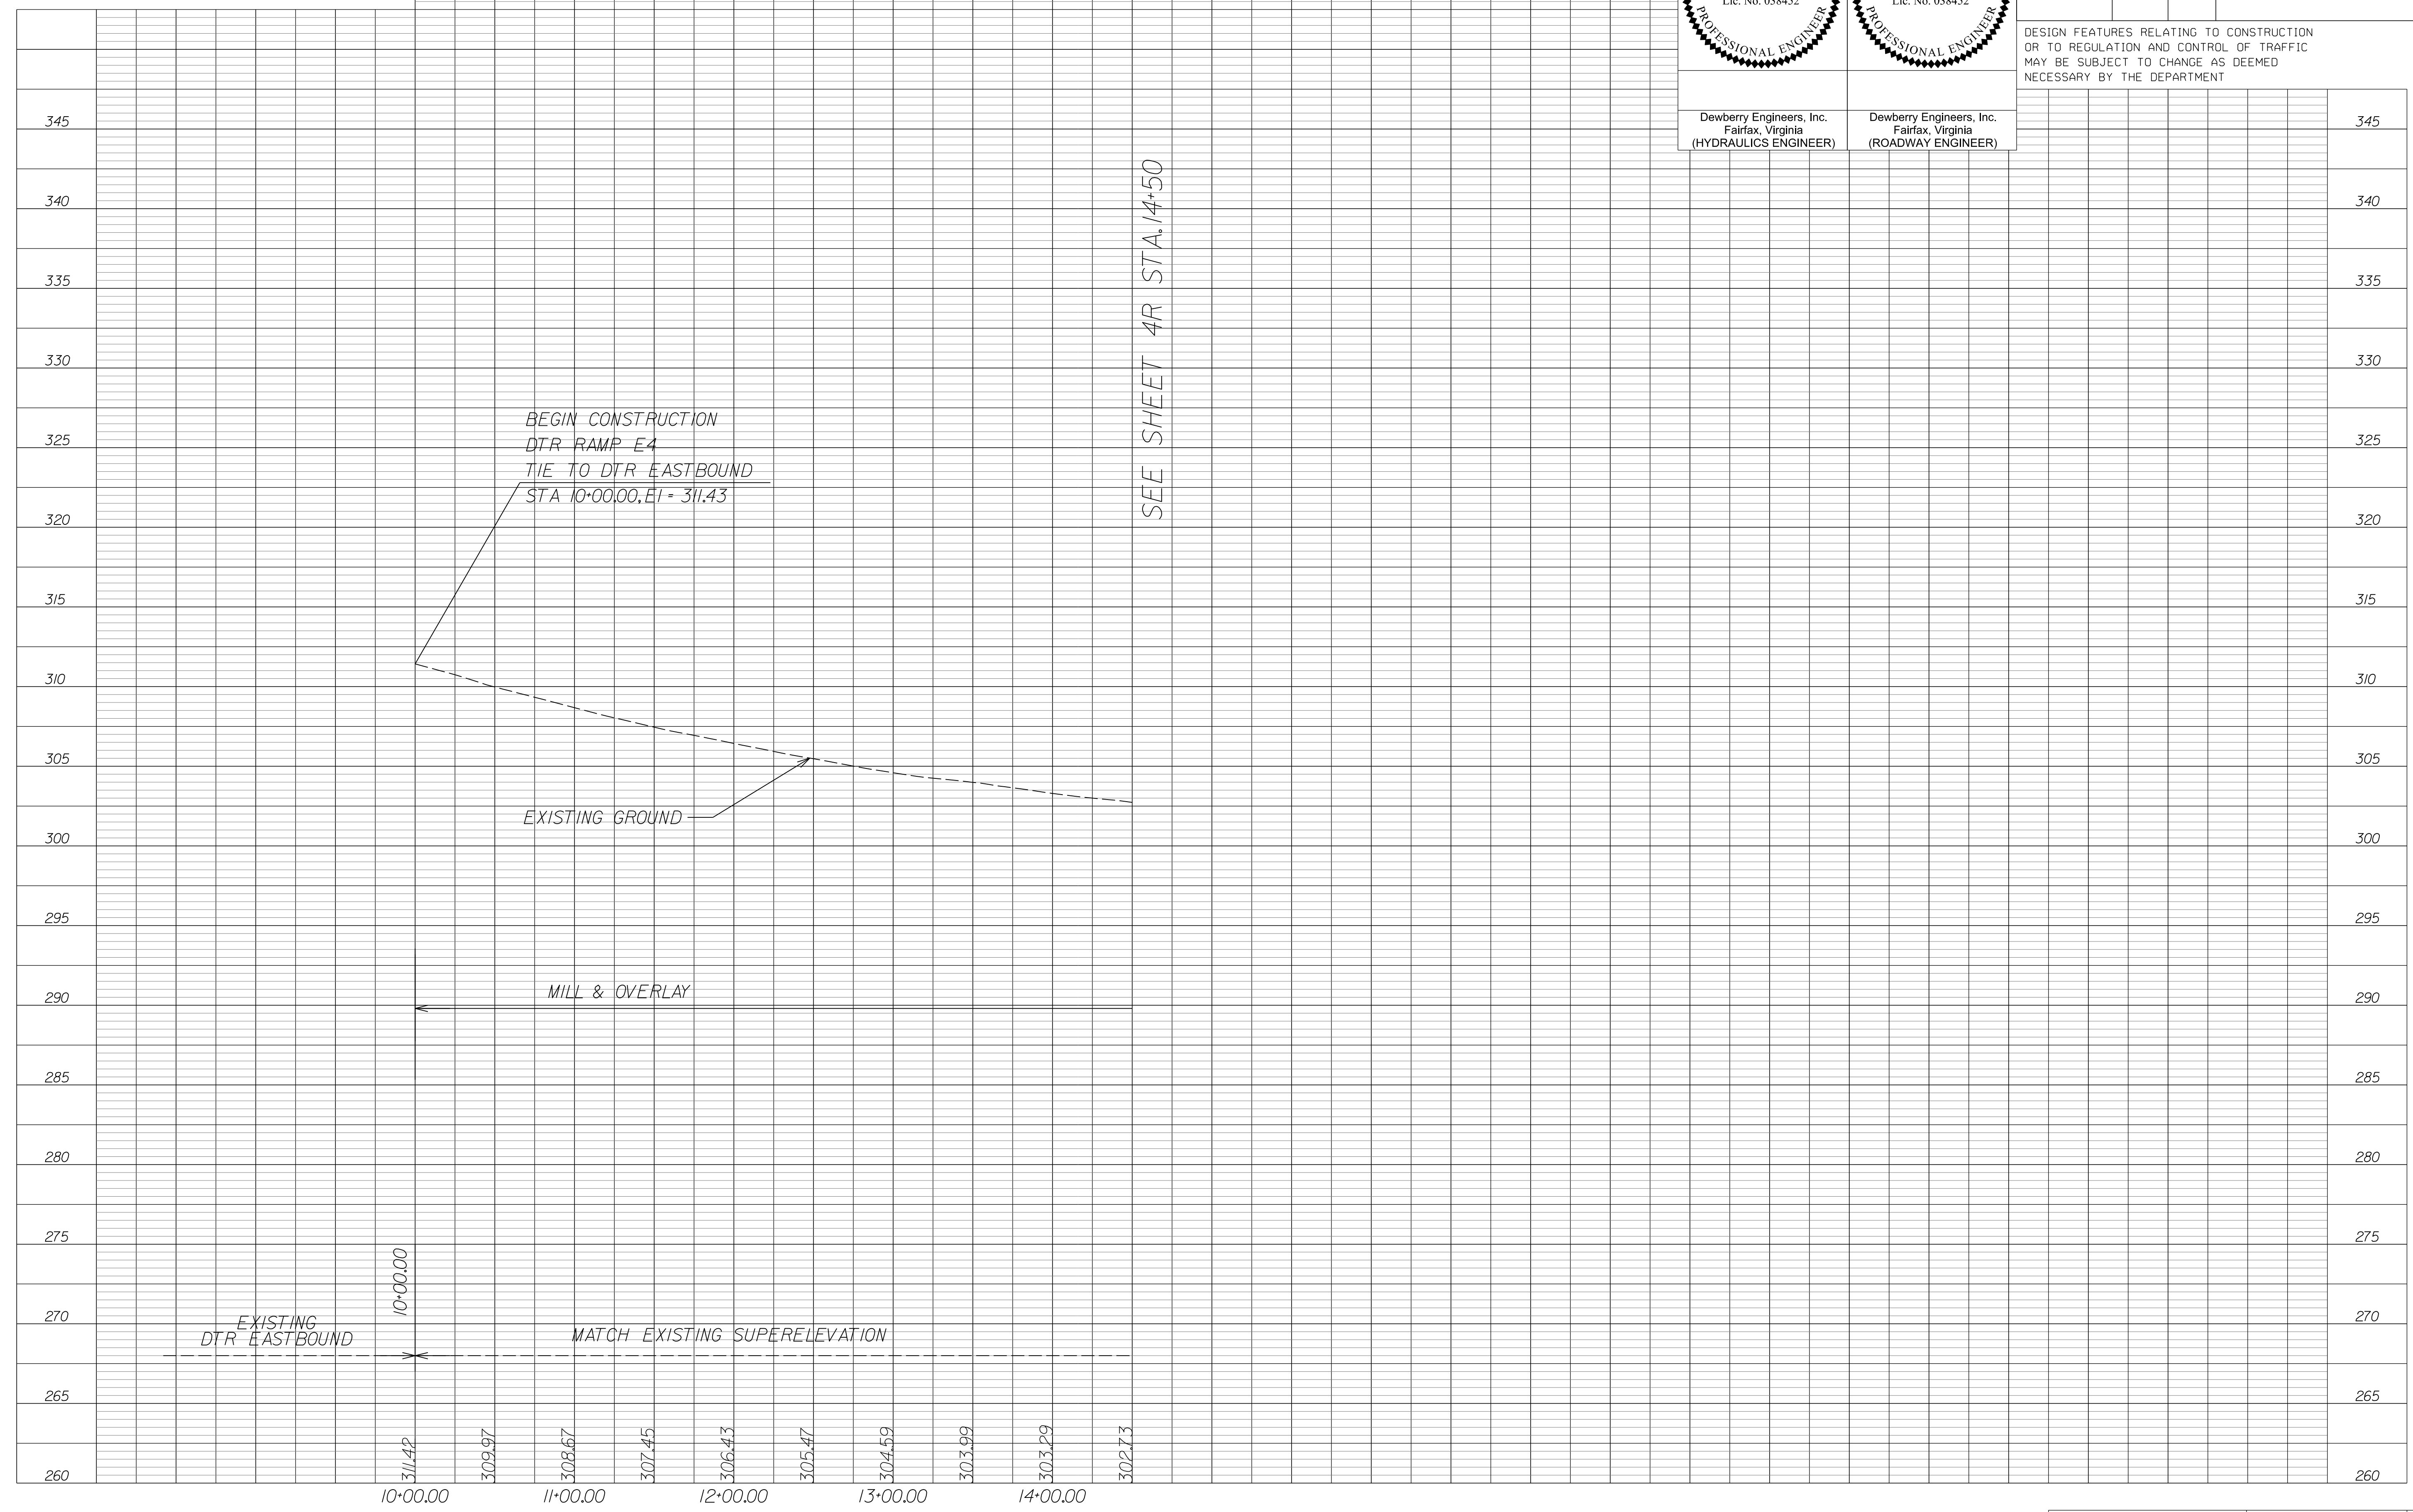 Lic. No. 038452
PROFESSIONAL ENGINEER
Lic. No. 038452
PROFESSIONAL ENGINEER
DESIGN FEATURES RELATING TO CONSTRUCTION
OR TO REGULATION AND CONTROL OF TRAFFIC
MAY BE SUBJECT TO CHANGE AS DEEMED
NECESSARY BY THE DEPARTMENT
Dewberry Engineers, Inc.
Fairfax, Virginia
(HYDRAULICS ENGINEER)
Dewberry Engineers, Inc.
Fairfax, Virginia
(ROADWAY ENGINEER)
345 345
340 340
335 335
330 330
325 325
320 320
315 315
310 310
305 305
300 300
295 295
290 290
285 285
280 280
275 275
270 270
265 265
260 260
SEE SHEET 4R STA. 14+50
BEGIN CONSTRUCTION
DTR RAMP E4
TIE TO DTR EASTBOUND
STA 10+00.00, El = 311.43
EXISTING GROUND
MILL & OVERLAY
10+00.00
EXISTING
DTR EASTBOUND
MATCH EXISTING SUPERELEVATION
311.42 309.97 308.67 307.45 306.43 305.47 304.59 303.99 303.29 302.73
10+00.00 11+00.00 12+00.00 13+00.00 14+00.00